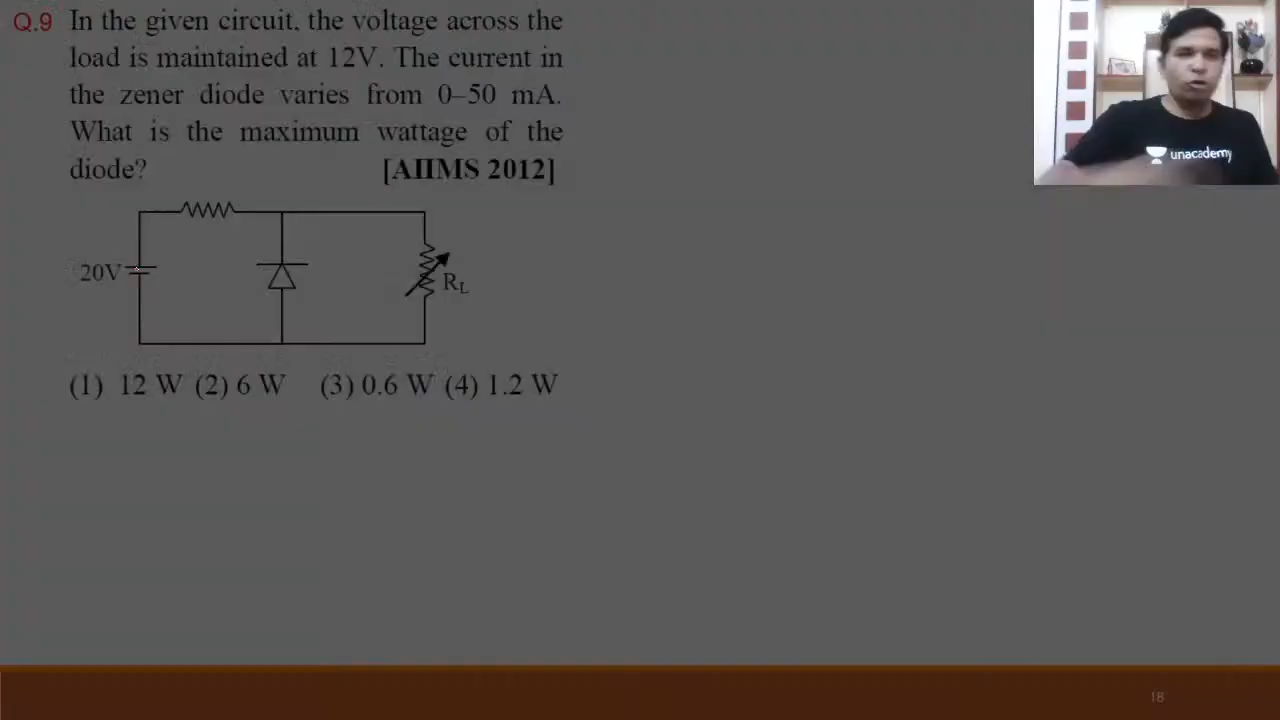 Q.9 In the given circuit, the voltage across the
load is maintained at 12V. The current in
the zener diode varies from 0–50 mA.
What is the maximum wattage of the
diode? [AIIMS 2012]
20V
RL
(1) 12 W (2) 6 W (3) 0.6 W (4) 1.2 W
unacademy
18